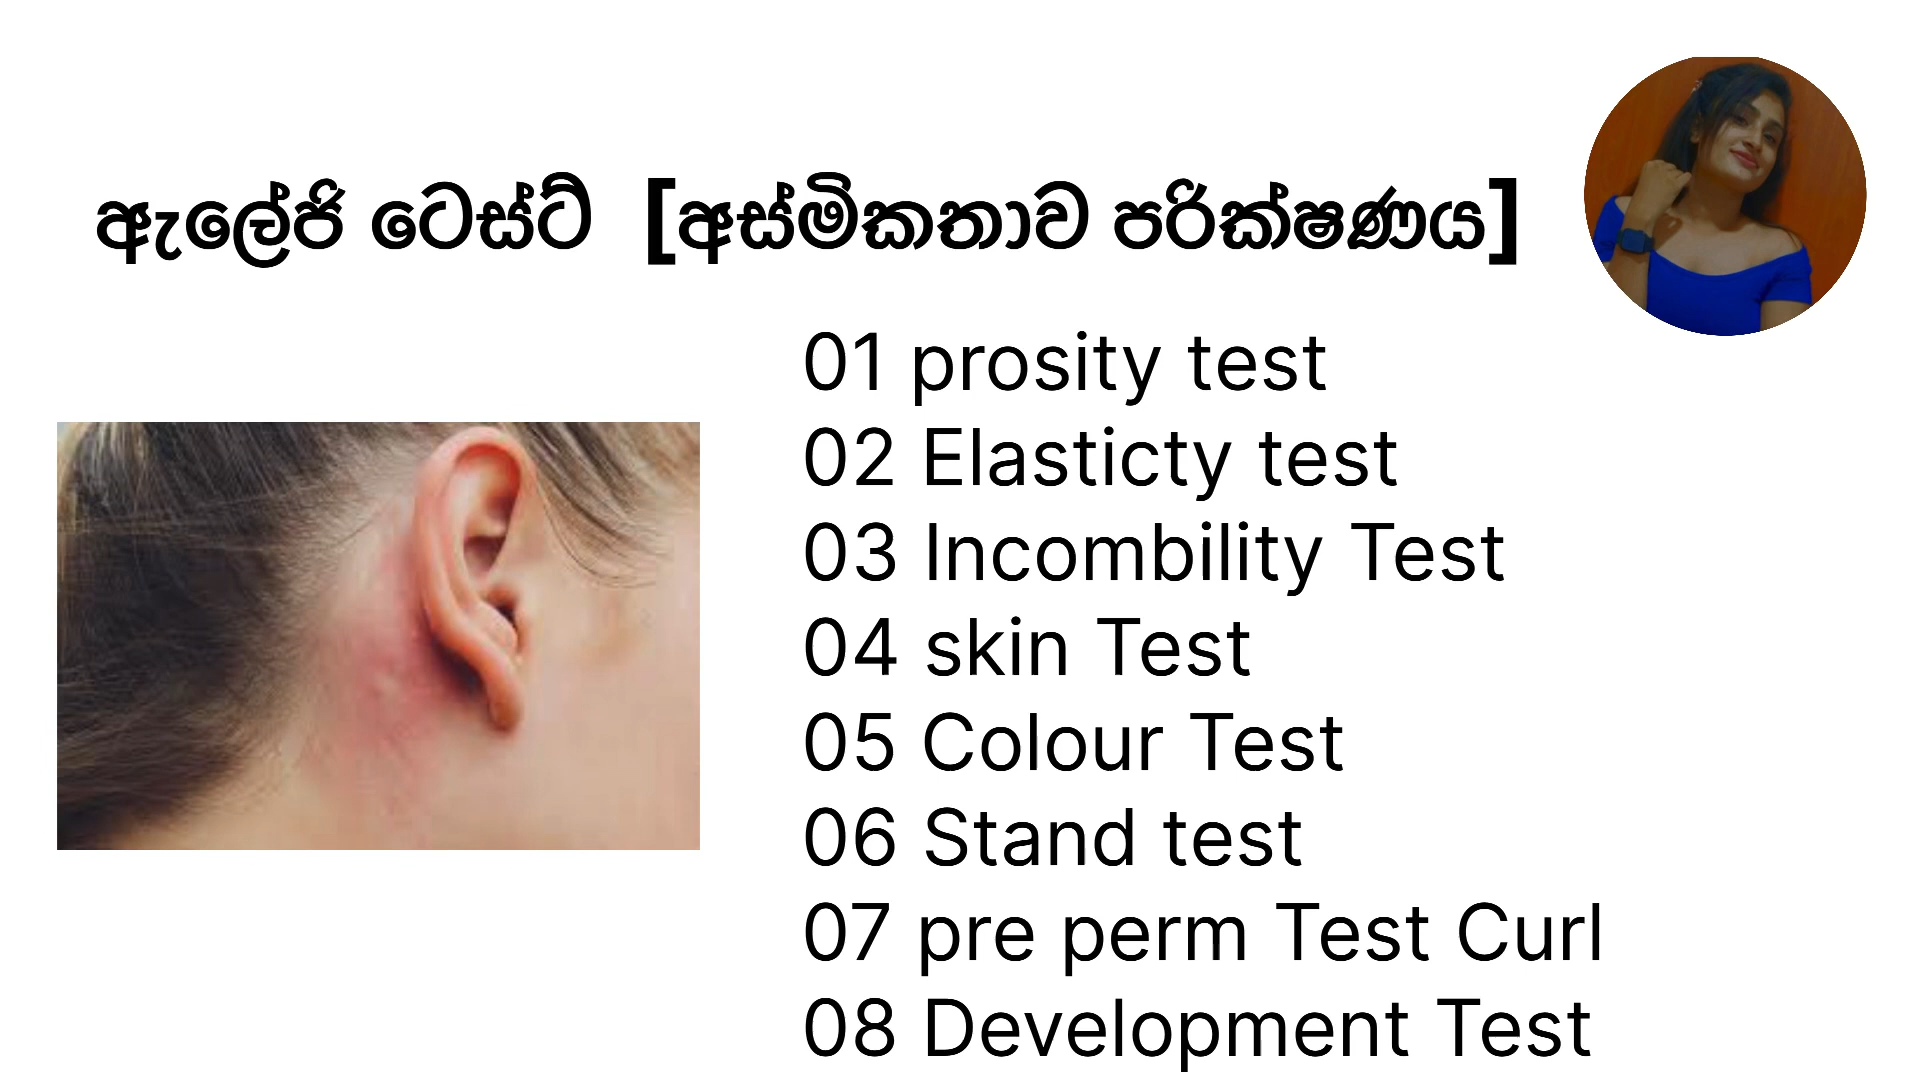 ඇලේජි ටෙස්ට් [අස්මිකතාව පරික්ෂණය]
01 prosity test
02 Elasticty test
03 Incombility Test
04 skin Test
05 Colour Test
06 Stand test
07 pre perm Test Curl
08 Development Test